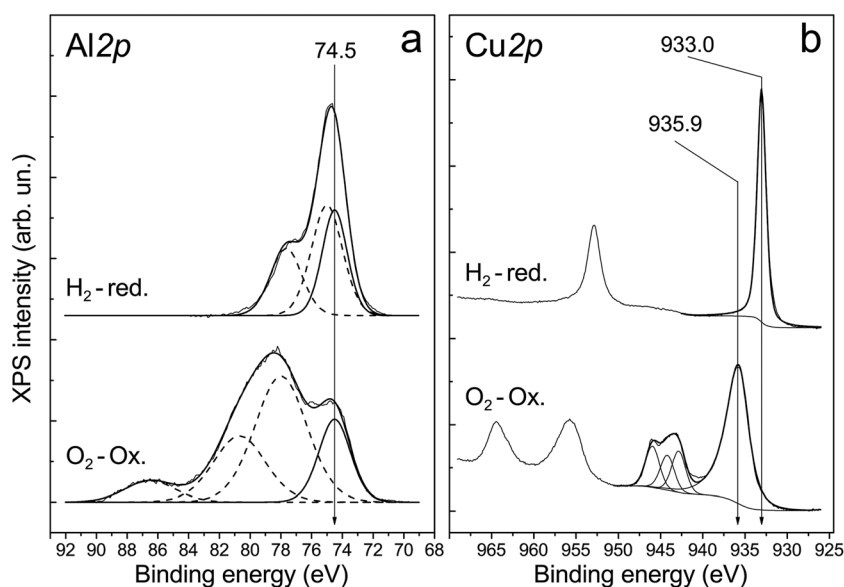 Al2p
a
74.5
H₂-red.
O₂-Ox.
XPS intensity (arb. un.)
92 90 88 86 84 82 80 78 76 74 72 70 68
Binding energy (eV)
Cu2p
b
933.0
935.9
H₂-red.
O₂-Ox.
965 960 955 950 945 940 935 930 925
Binding energy (eV)